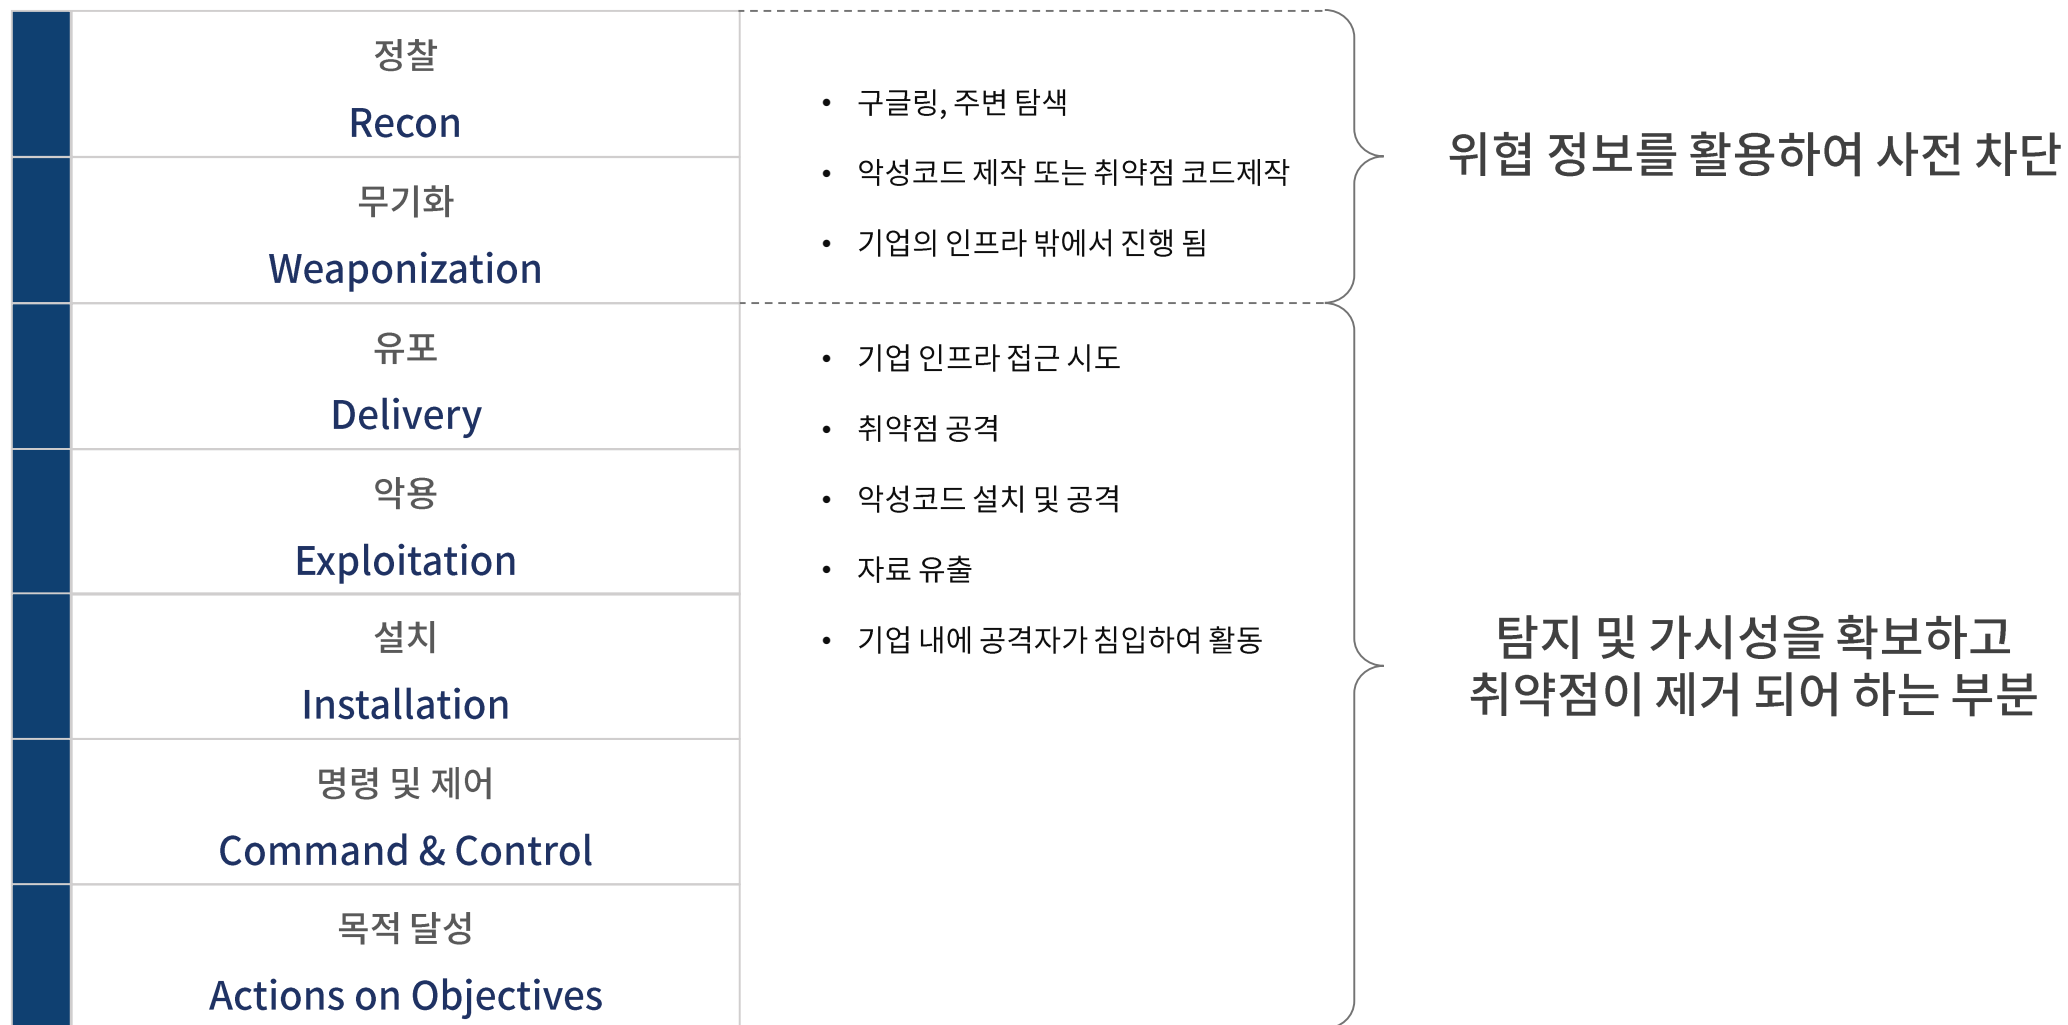 정찰
Recon
무기화
Weaponization
유포
Delivery
악용
Exploitation
설치
Installation
명령 및 제어
Command & Control
목적 달성
Actions on Objectives
• 구글링, 주변 탐색
• 악성코드 제작 또는 취약점 코드제작
• 기업의 인프라 밖에서 진행 됨
• 기업 인프라 접근 시도
• 취약점 공격
• 악성코드 설치 및 공격
• 자료 유출
• 기업 내에 공격자가 침입하여 활동
위협 정보를 활용하여 사전 차단
탐지 및 가시성을 확보하고
취약점이 제거 되어 하는 부분